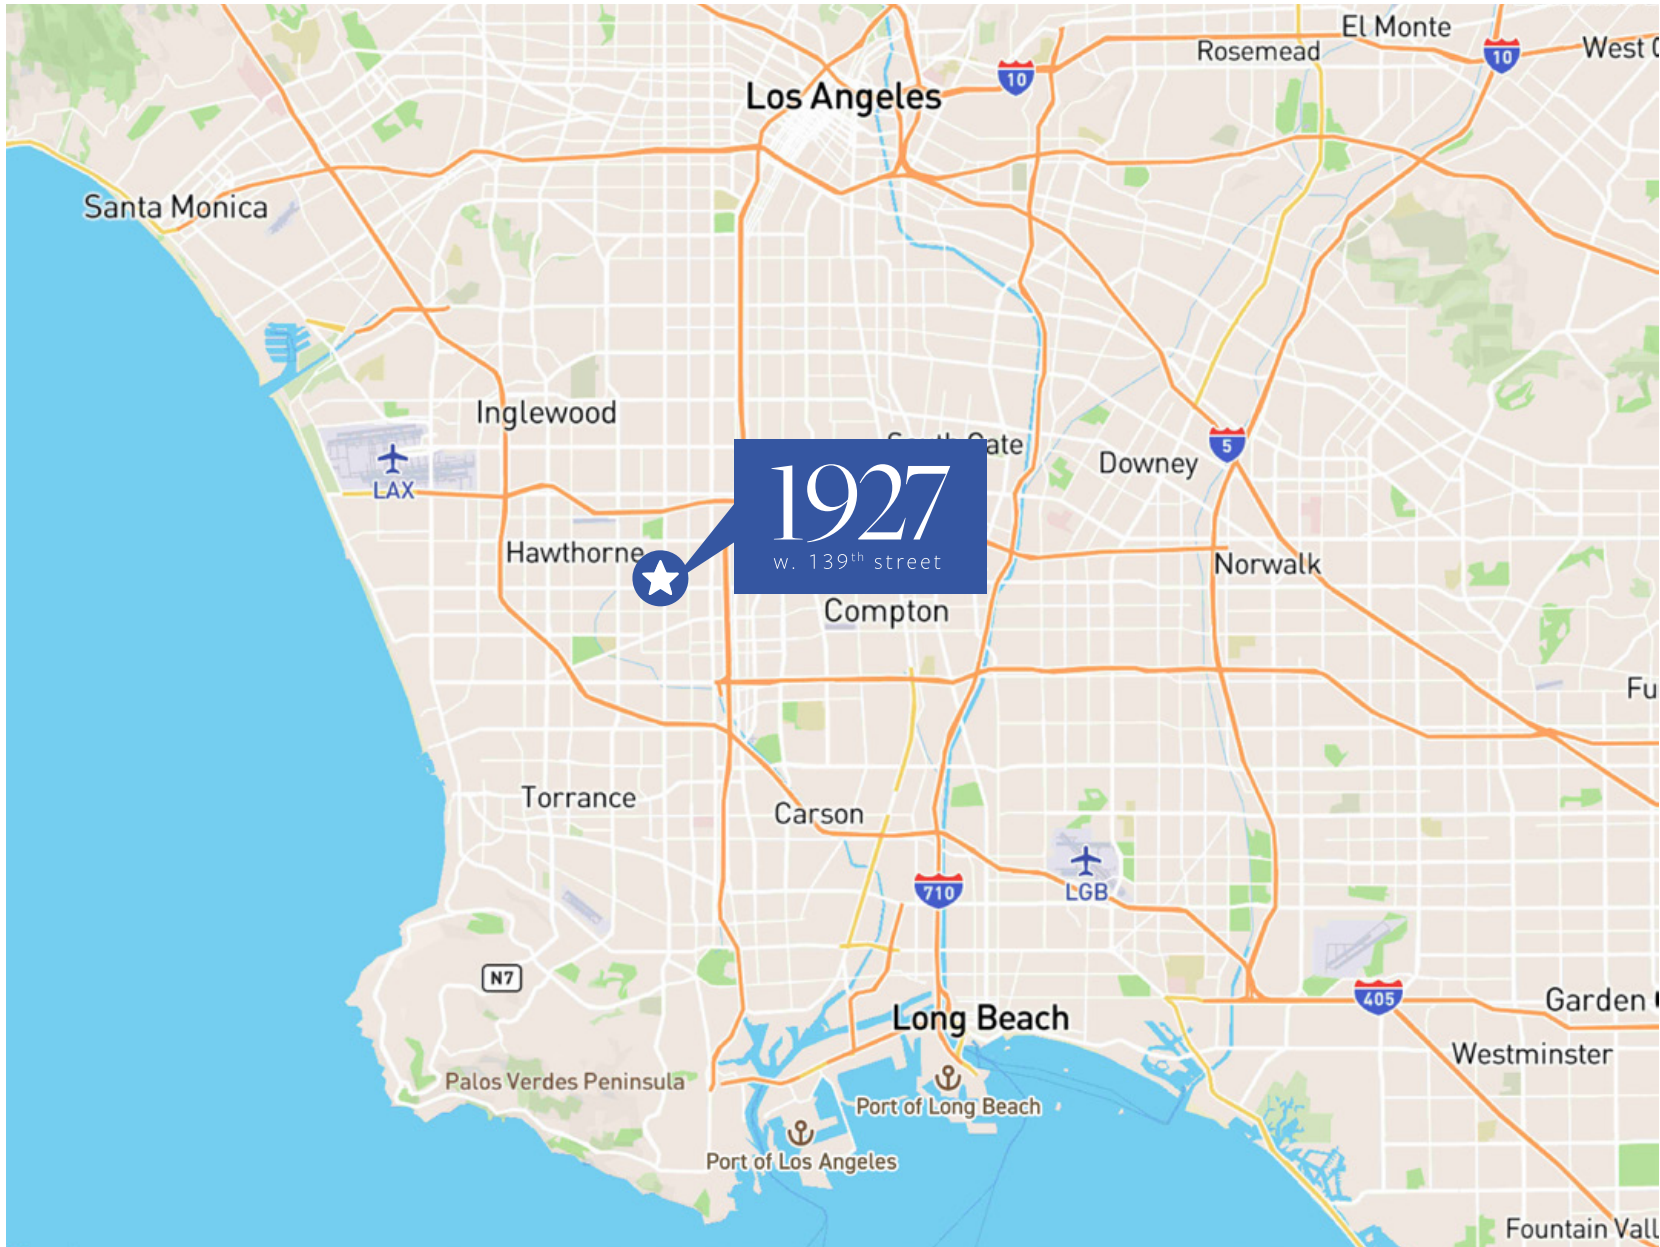 El Monte
Rosemead
10
West
10
Los Angeles
Santa Monica
Inglewood
South Gate
5
Downey
LAX
1927
w. 139th street
Hawthorne
Norwalk
Compton
Fu
Torrance
Carson
LGB
710
N7
405
Garden
Long Beach
Westminster
Palos Verdes Peninsula
Port of Long Beach
Port of Los Angeles
Fountain Vall